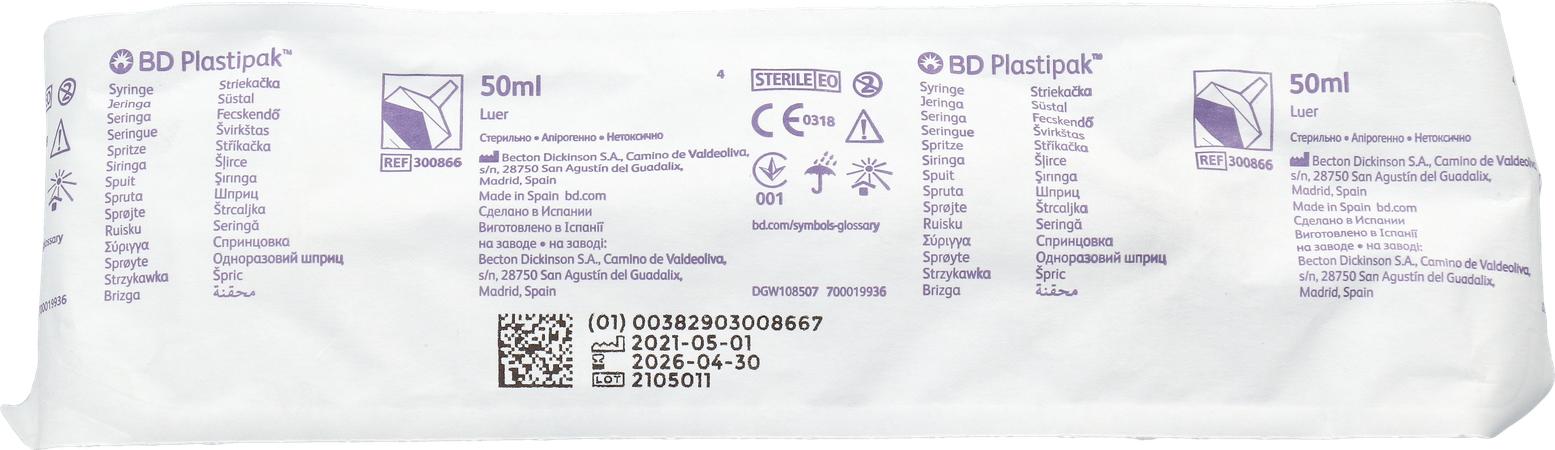 BD Plastipak™
Syringe
Jeringa
Seringa
Seringue
Spritze
Siringa
Spuit
Spruta
Sprøjte
Ruisku
Σύριγγα
Sprøyte
Strzykawka
Brizga
Striekačka
Süstal
Fecskendő
Švirkštas
Stříkačka
Šļirce
Şırınga
Шприц
Štrcaljka
Seringă
Спринцовка
Одноразовий шприц
Špric
محقنة
REF 300866
50ml
Luer
Стерильно • Апірогенно • Нетоксично
Becton Dickinson S.A., Camino de Valdeoliva,
s/n, 28750 San Agustín del Guadalix,
Madrid, Spain
Made in Spain bd.com
Сделано в Испании
Виготовлено в Іспанії
на заводе • на заводі:
Becton Dickinson S.A., Camino de Valdeoliva,
s/n, 28750 San Agustín del Guadalix,
Madrid, Spain
4
STERILE EO
2
CE 0318
001
bd.com/symbols-glossary
DGW108507 700019936
BD Plastipak™
Syringe
Jeringa
Seringa
Seringue
Spritze
Siringa
Spuit
Spruta
Sprøjte
Ruisku
Σύριγγα
Sprøyte
Strzykawka
Brizga
Striekačka
Süstal
Fecskendő
Švirkštas
Stříkačka
Šļirce
Şırınga
Шприц
Štrcaljka
Seringă
Спринцовка
Одноразовий шприц
Špric
محقنة
REF 300866
50ml
Luer
Стерильно • Апірогенно • Нетоксично
Becton Dickinson S.A., Camino de Valdeoliva,
s/n, 28750 San Agustín del Guadalix,
Madrid, Spain
Made in Spain bd.com
Сделано в Испании
Виготовлено в Іспанії
на заводе • на заводі:
Becton Dickinson S.A., Camino de Valdeoliva,
s/n, 28750 San Agustín del Guadalix,
Madrid, Spain
2
glossary
700019936
(01) 00382903008667
2021-05-01
2026-04-30
LOT 2105011